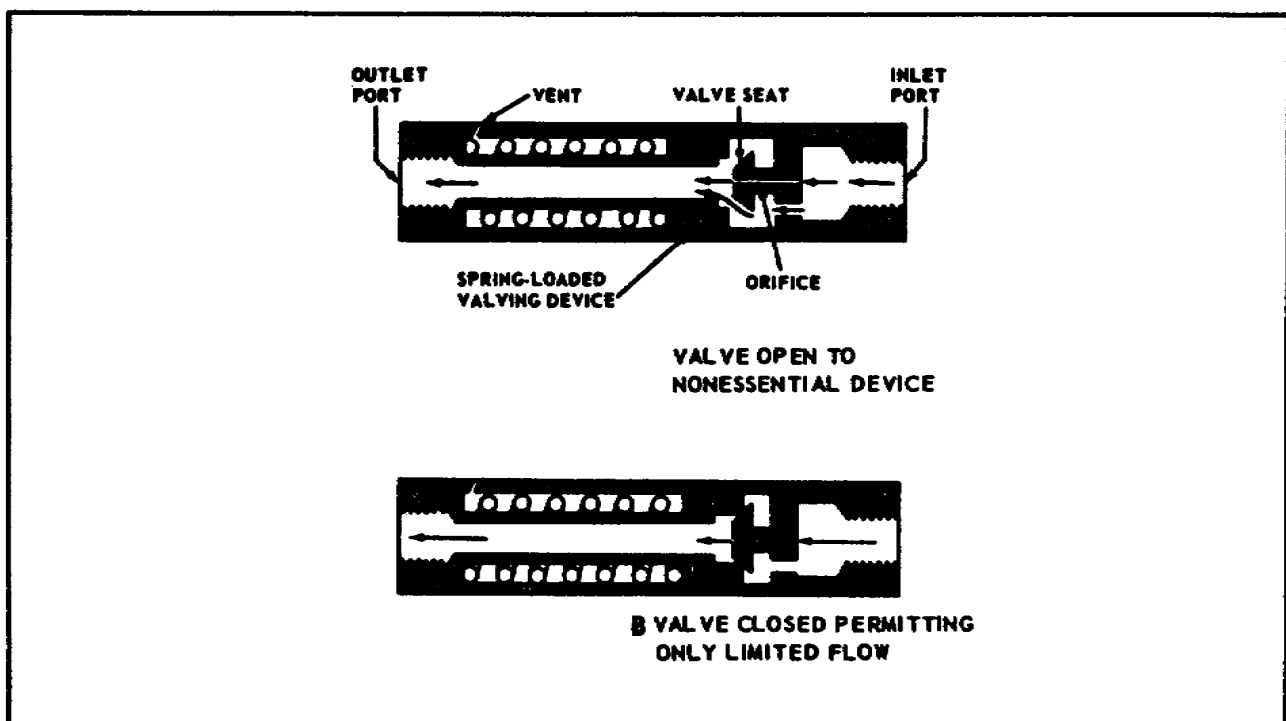 OUTLET
PORT
VENT
VALVE SEAT
INLET
PORT
SPRING-LOADED
VALVING DEVICE
ORIFICE
VALVE OPEN TO
NONESSENTIAL DEVICE
B VALVE CLOSED PERMITTING
ONLY LIMITED FLOW